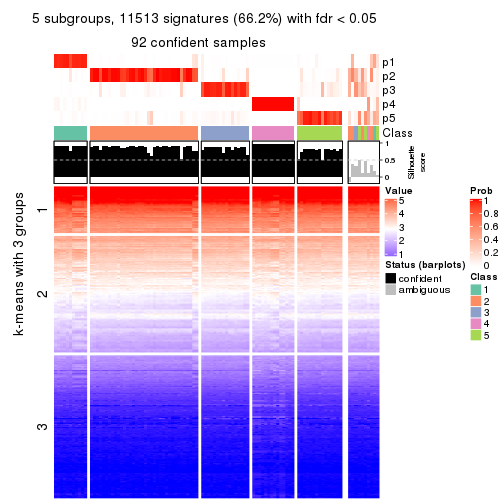 5 subgroups, 11513 signatures (66.2%) with fdr < 0.05
92 confident samples
p1
p2
p3
p4
p5
Class
1
0.5
0
Silhouette
score
k-means with 3 groups
1
2
3
Value
5
4
3
2
1
Status (barplots)
confident
ambiguous
Prob
1
0.8
0.6
0.4
0.2
0
Class
1
2
3
4
5